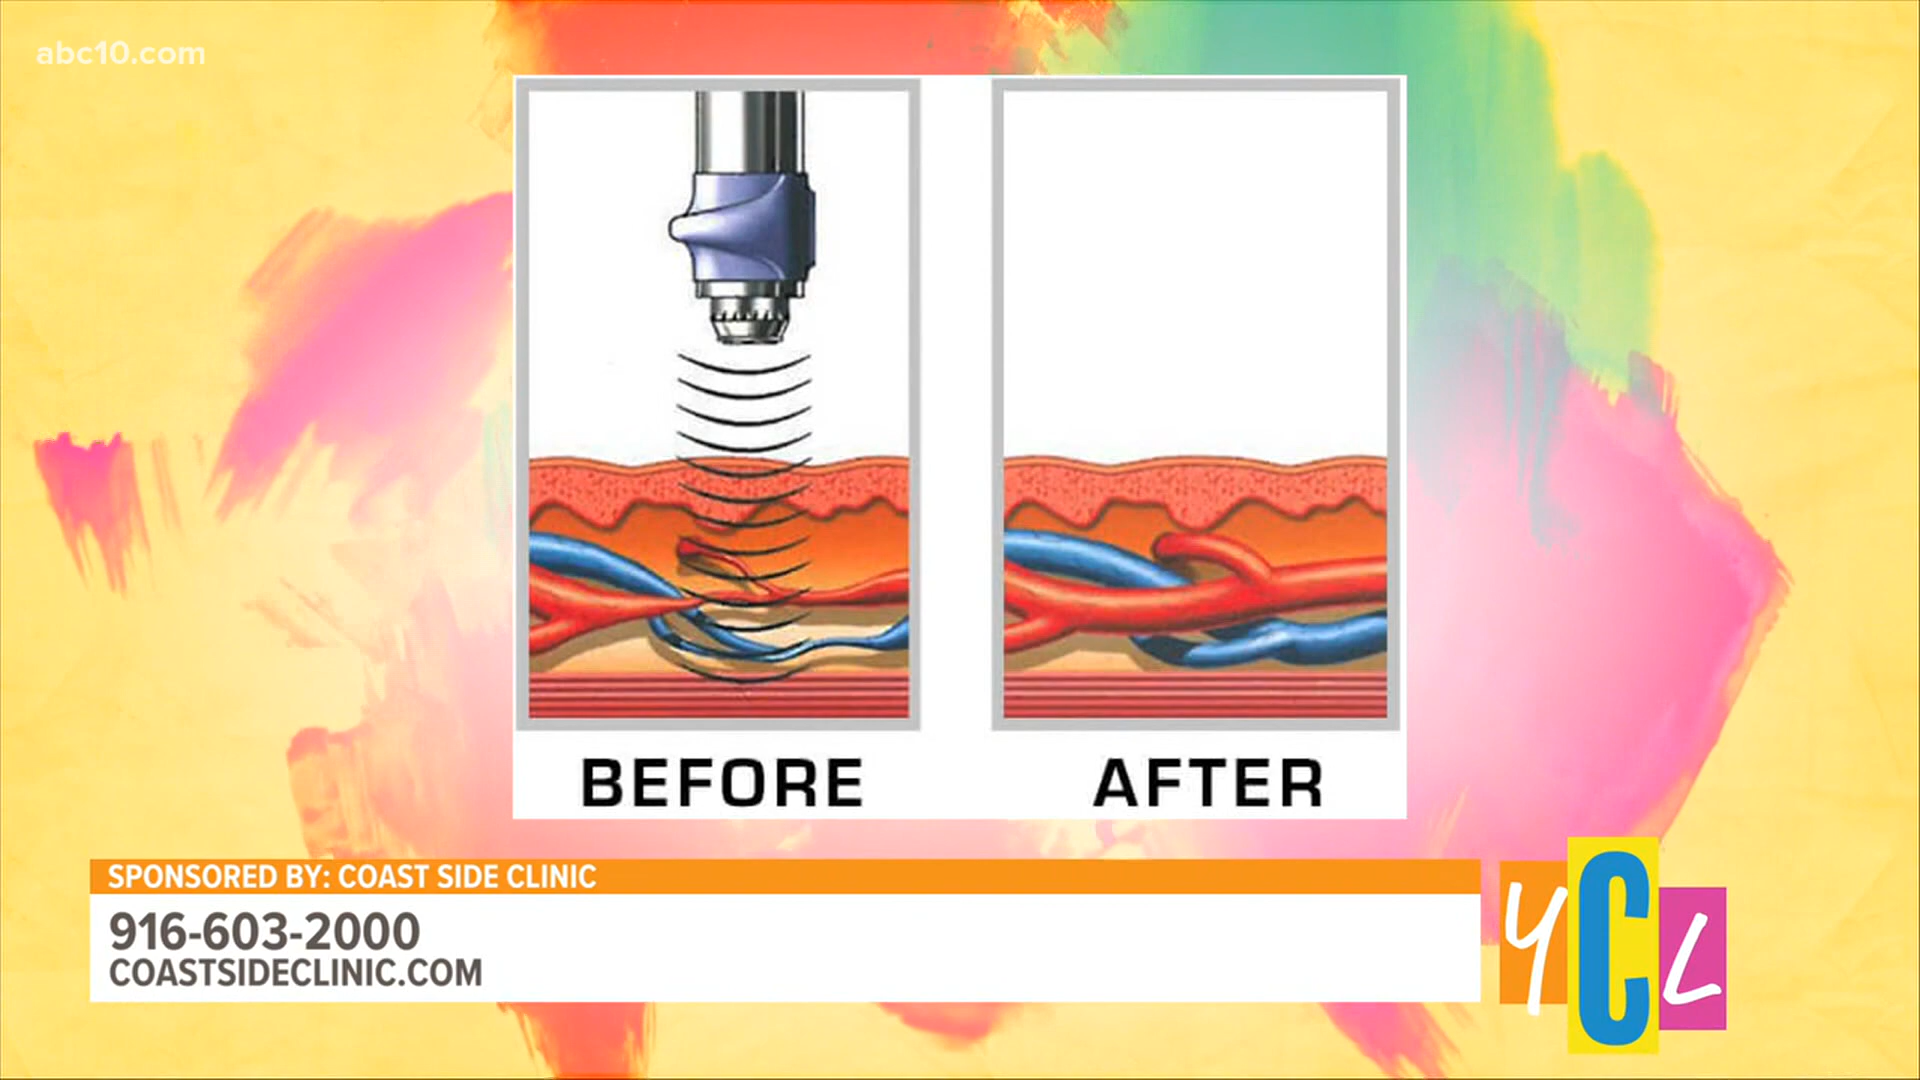 abc10.com
BEFORE
AFTER
SPONSORED BY: COAST SIDE CLINIC
916-603-2000
COASTSIDECLINIC.COM
YCL